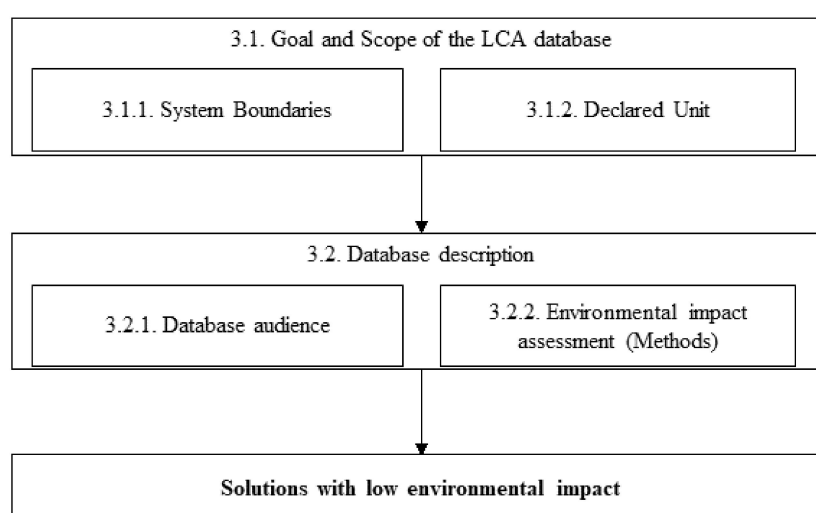 3.1. Goal and Scope of the LCA database
3.1.1. System Boundaries
3.1.2. Declared Unit
3.2. Database description
3.2.1. Database audience
3.2.2. Environmental impact
assessment (Methods)
Solutions with low environmental impact